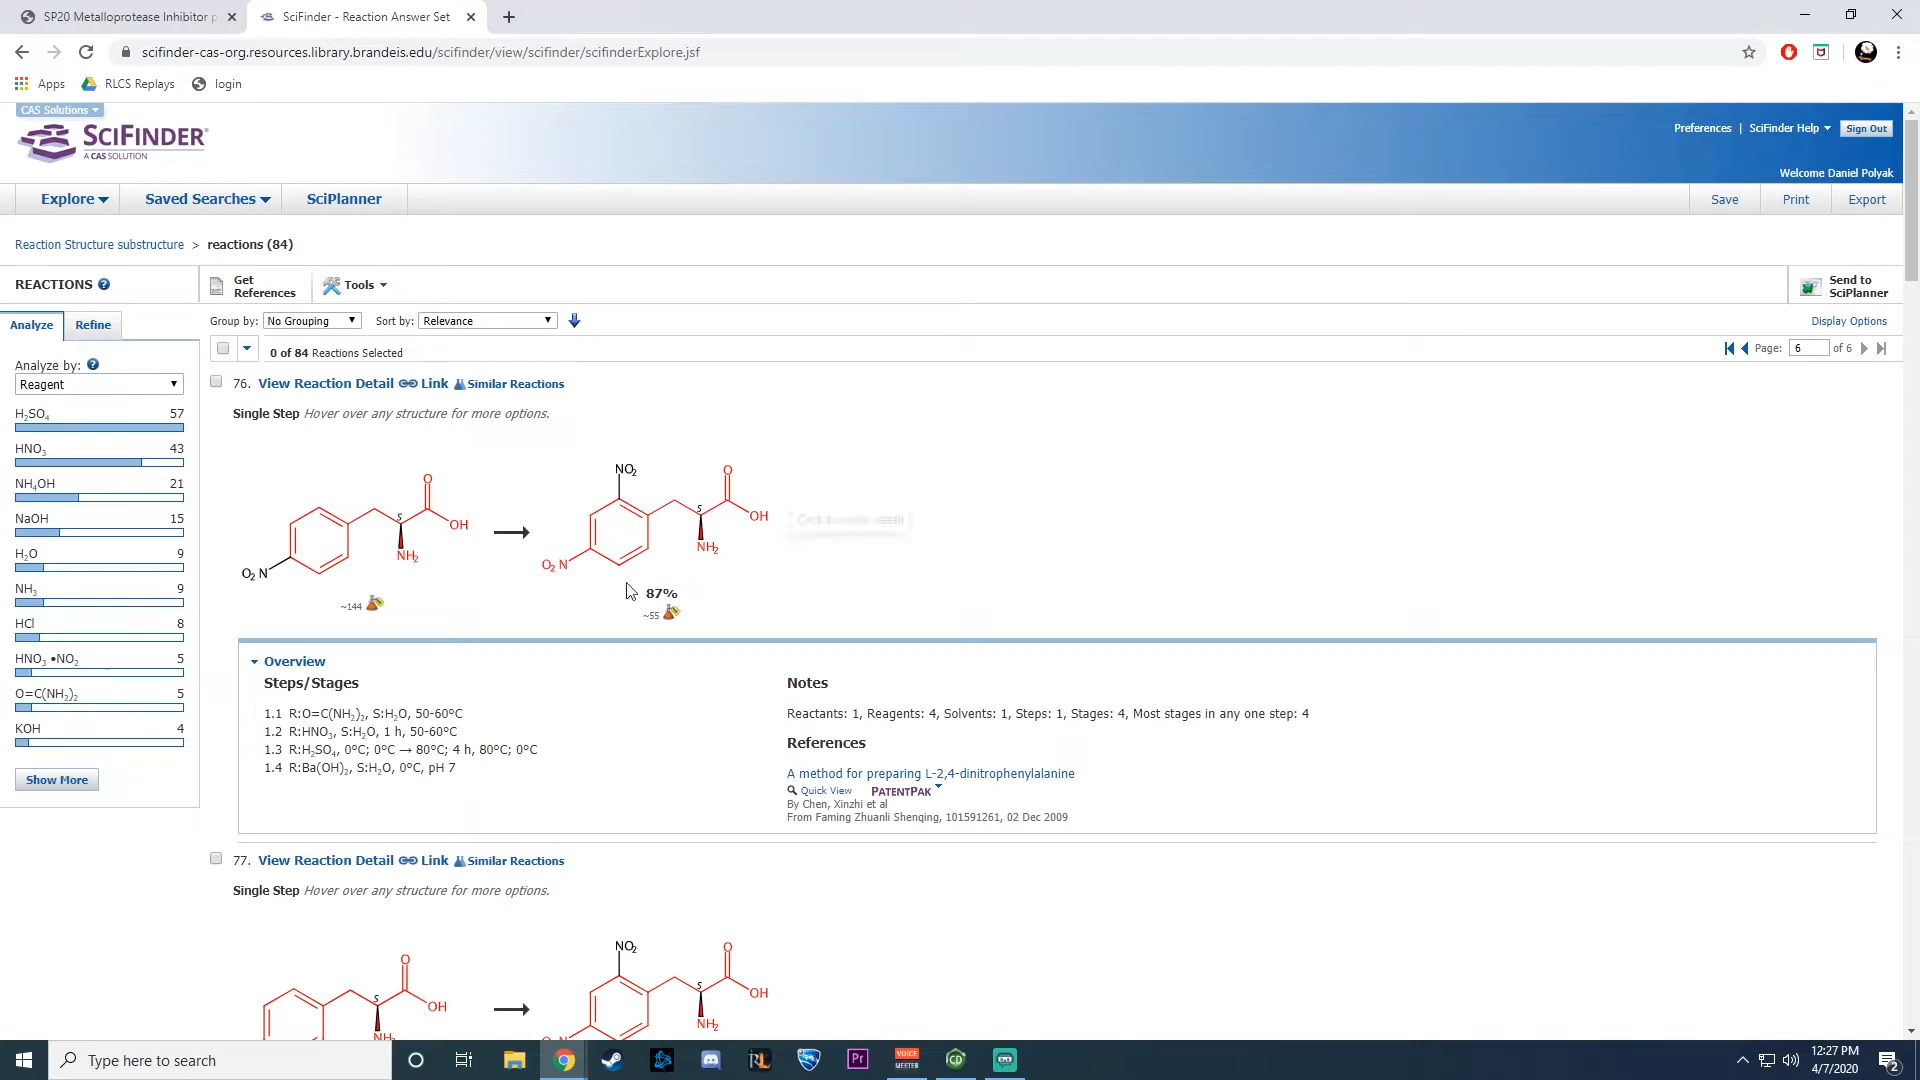 SP20 Metalloprotease Inhibitor p
SciFinder - Reaction Answer Set
scifinder-cas-org.resources.library.brandeis.edu/scifinder/view/scifinder/scifinderExplore.jsf
Apps
RLCS Replays
login
CAS Solutions
SCIFINDER®
A CAS SOLUTION
Preferences | SciFinder Help
Sign Out
Welcome Daniel Polyak
Explore
Saved Searches
SciPlanner
Save
Print
Export
Reaction Structure substructure > reactions (84)
REACTIONS
Get References
Tools
Send to SciPlanner
Analyze
Refine
Group by: No Grouping
Sort by: Relevance
Display Options
0 of 84 Reactions Selected
Page: 6 of 6
Analyze by:
Reagent
H₂SO₄ 57
HNO₃ 43
NH₄OH 21
NaOH 15
H₂O 9
NH₃ 9
HCl 8
HNO₃ •NO₂ 5
O=C(NH₂)₂ 5
KOH 4
Show More
76. View Reaction Detail Link Similar Reactions
Single Step Hover over any structure for more options.
O
S
OH
NH₂
O₂N
~144
NO₂
O
S
OH
NH₂
O₂N
87%
~55
Overview
Steps/Stages
1.1 R:O=C(NH₂)₂, S:H₂O, 50-60°C
1.2 R:HNO₃, S:H₂O, 1 h, 50-60°C
1.3 R:H₂SO₄, 0°C; 0°C → 80°C; 4 h, 80°C; 0°C
1.4 R:Ba(OH)₂, S:H₂O, 0°C, pH 7
Notes
Reactants: 1, Reagents: 4, Solvents: 1, Steps: 1, Stages: 4, Most stages in any one step: 4
References
A method for preparing L-2,4-dinitrophenylalanine
Quick View PATENTPAK
By Chen, Xinzhi et al
From Faming Zhuanli Shenqing, 101591261, 02 Dec 2009
77. View Reaction Detail Link Similar Reactions
Single Step Hover over any structure for more options.
O
S
OH
NH₂
NO₂
O
S
OH
NH₂
Type here to search
RL
Pr
VOICE
MEETER
CD
12:27 PM
4/7/2020
2